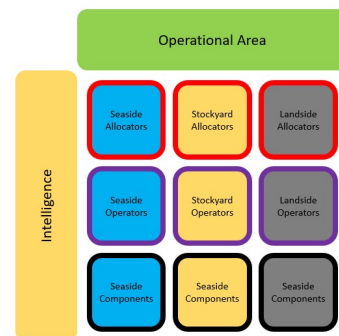 Operational Area
Intelligence
Seaside
Allocators
Stockyard
Allocators
Landside
Allocators
Seaside
Operators
Stockyard
Operators
Landside
Operators
Seaside
Components
Seaside
Components
Seaside
Components